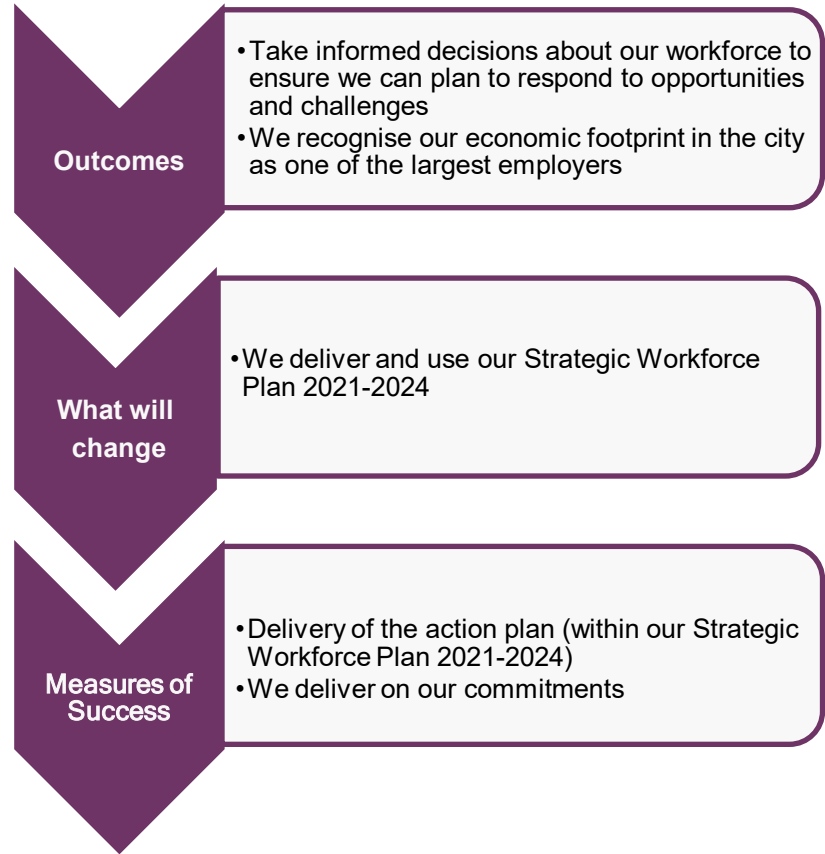 Outcomes
•Take informed decisions about our workforce to
ensure we can plan to respond to opportunities
and challenges
•We recognise our economic footprint in the city
as one of the largest employers
What will
change
•We deliver and use our Strategic Workforce
Plan 2021-2024
Measures of
Success
•Delivery of the action plan (within our Strategic
Workforce Plan 2021-2024)
•We deliver on our commitments